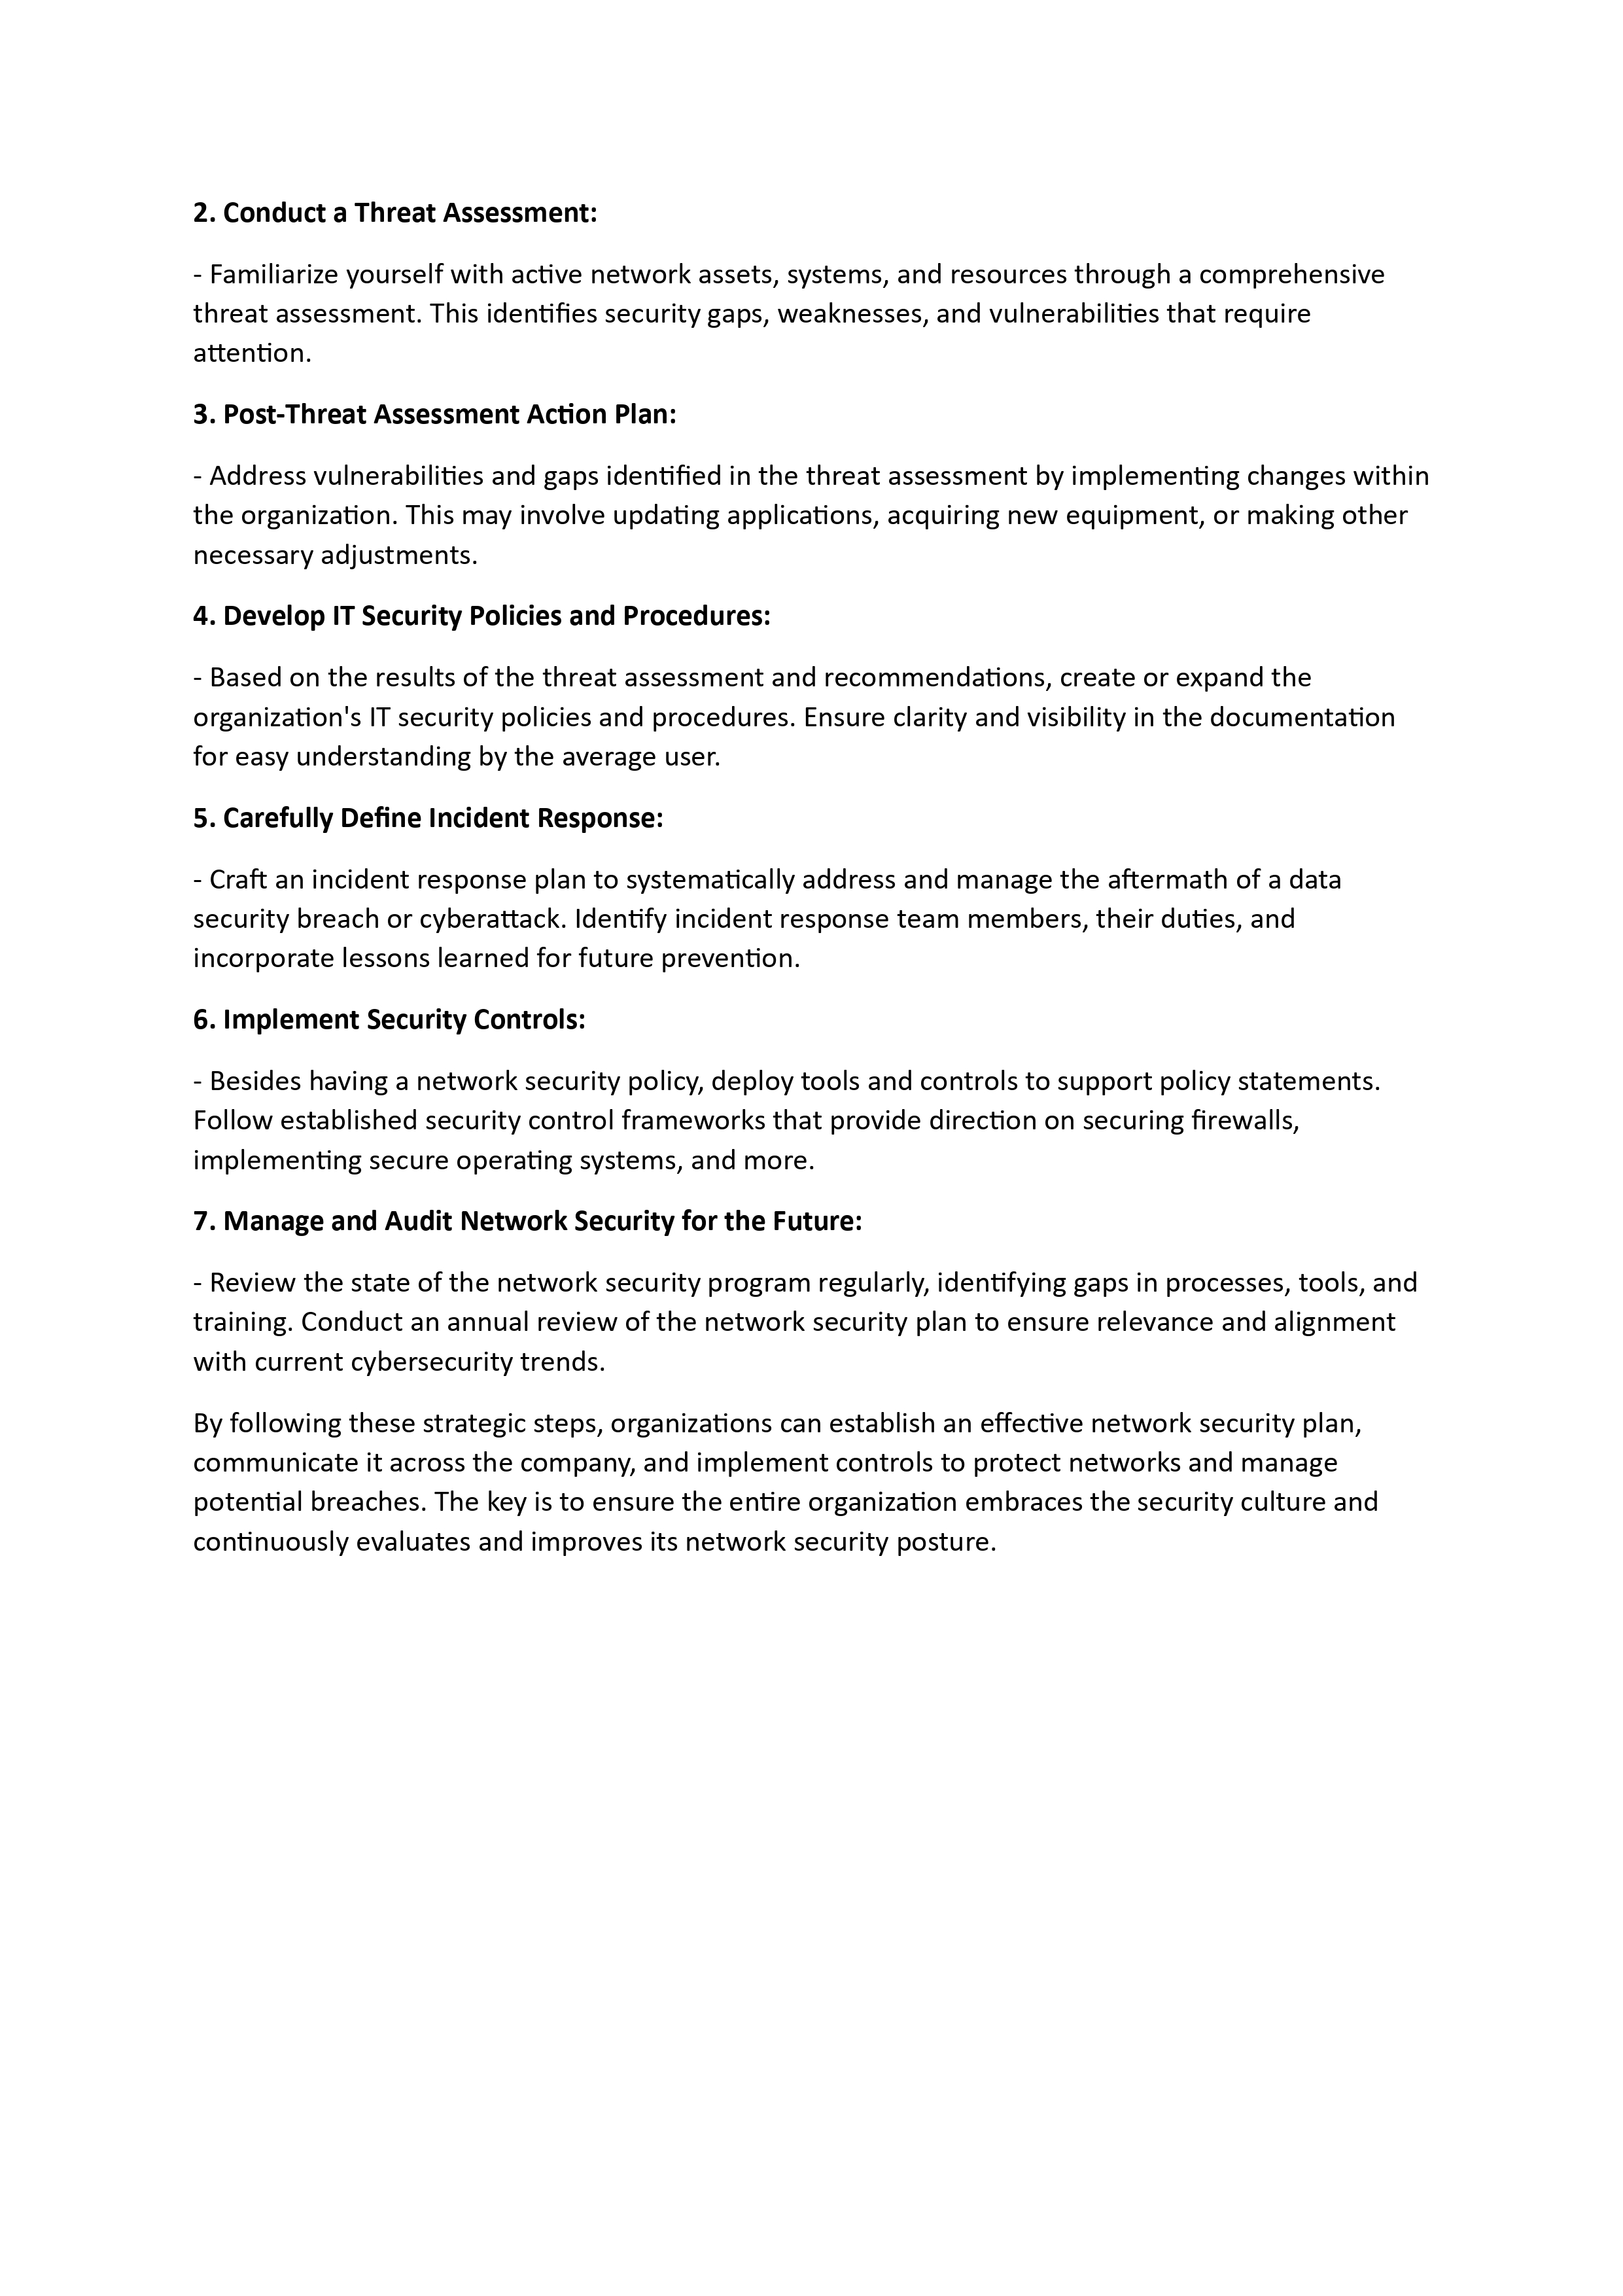 2. Conduct a Threat Assessment:
- Familiarize yourself with active network assets, systems, and resources through a comprehensive
threat assessment. This identifies security gaps, weaknesses, and vulnerabilities that require
attention.
3. Post-Threat Assessment Action Plan:
- Address vulnerabilities and gaps identified in the threat assessment by implementing changes within
the organization. This may involve updating applications, acquiring new equipment, or making other
necessary adjustments.
4. Develop IT Security Policies and Procedures:
- Based on the results of the threat assessment and recommendations, create or expand the
organization's IT security policies and procedures. Ensure clarity and visibility in the documentation
for easy understanding by the average user.
5. Carefully Define Incident Response:
- Craft an incident response plan to systematically address and manage the aftermath of a data
security breach or cyberattack. Identify incident response team members, their duties, and
incorporate lessons learned for future prevention.
6. Implement Security Controls:
- Besides having a network security policy, deploy tools and controls to support policy statements.
Follow established security control frameworks that provide direction on securing firewalls,
implementing secure operating systems, and more.
7. Manage and Audit Network Security for the Future:
- Review the state of the network security program regularly, identifying gaps in processes, tools, and
training. Conduct an annual review of the network security plan to ensure relevance and alignment
with current cybersecurity trends.
By following these strategic steps, organizations can establish an effective network security plan,
communicate it across the company, and implement controls to protect networks and manage
potential breaches. The key is to ensure the entire organization embraces the security culture and
continuously evaluates and improves its network security posture.